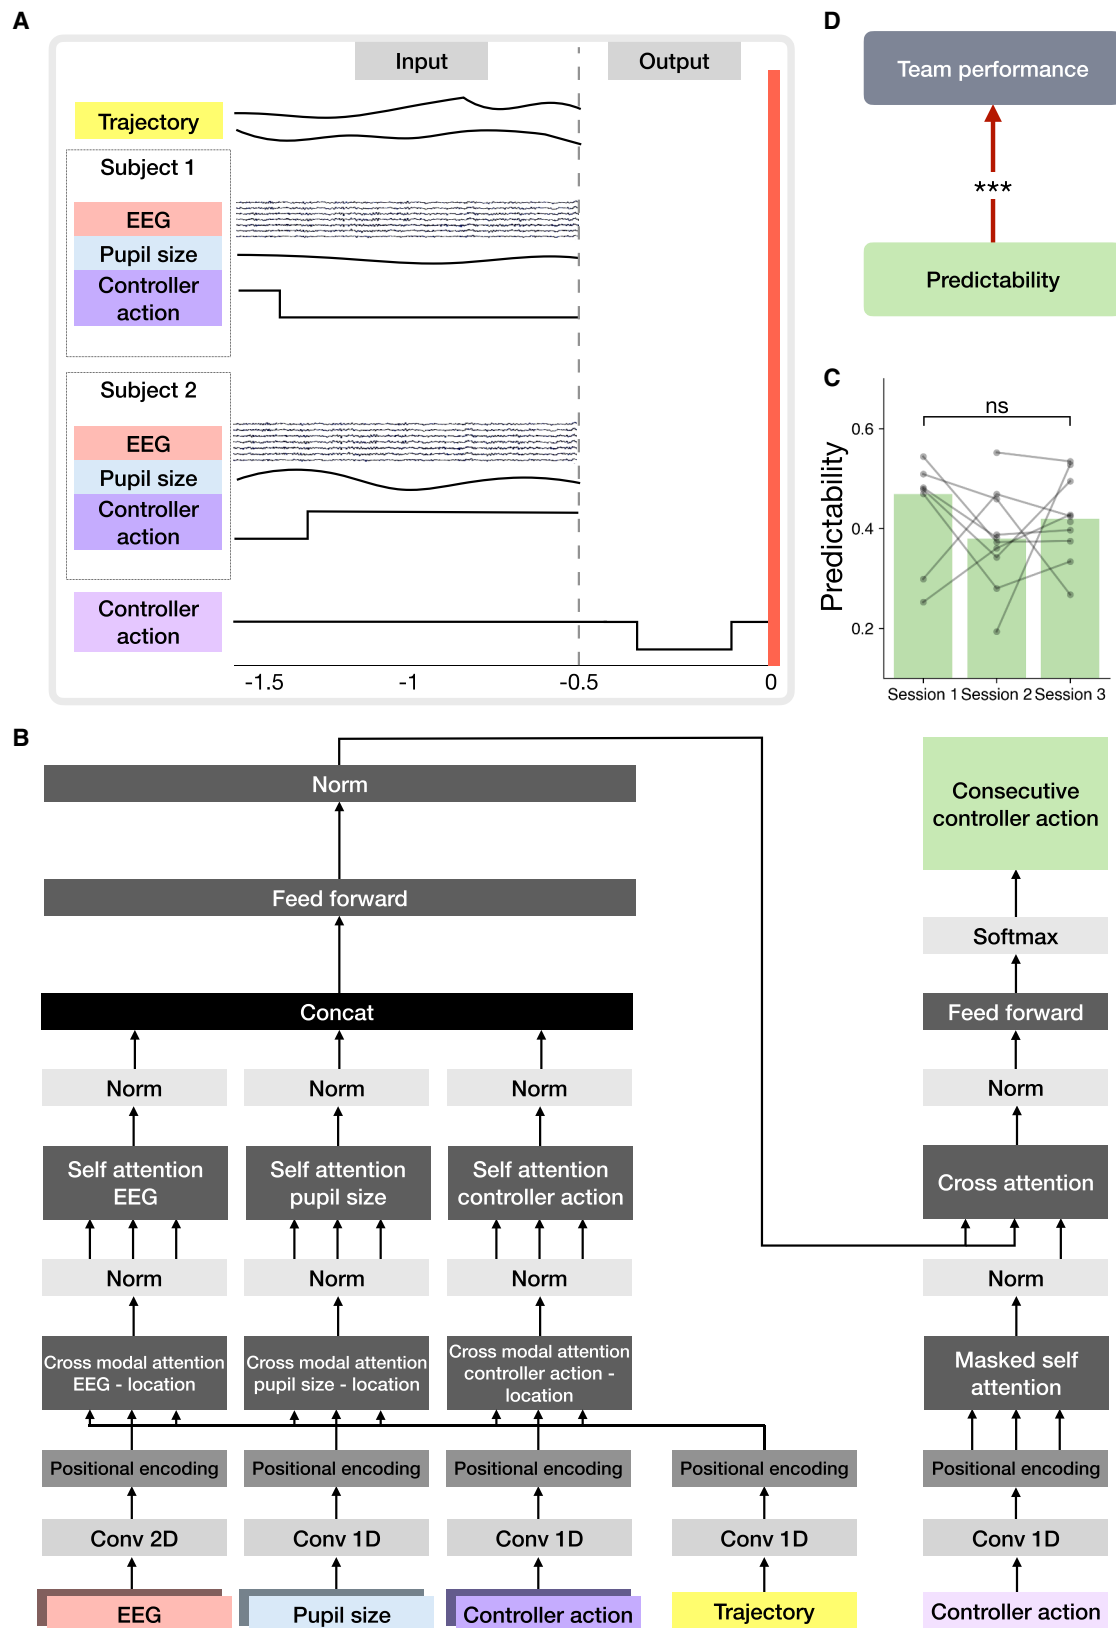 A
Input
Output
Trajectory
Subject 1
EEG
Pupil size
Controller
action
Subject 2
EEG
Pupil size
Controller
action
Controller
action
-1.5
-1
-0.5
0
D
Team performance
***
Predictability
C
Predictability
ns
0.6
0.4
0.2
Session 1
Session 2
Session 3
B
Norm
Feed forward
Concat
Norm
Norm
Norm
Self attention
EEG
Self attention
pupil size
Self attention
controller action
Norm
Norm
Norm
Cross modal attention
EEG - location
Cross modal attention
pupil size - location
Cross modal attention
controller action -
location
Positional encoding
Positional encoding
Positional encoding
Positional encoding
Conv 2D
Conv 1D
Conv 1D
Conv 1D
EEG
Pupil size
Controller action
Trajectory
Consecutive
controller action
Softmax
Feed forward
Norm
Cross attention
Norm
Masked self
attention
Positional encoding
Conv 1D
Controller action